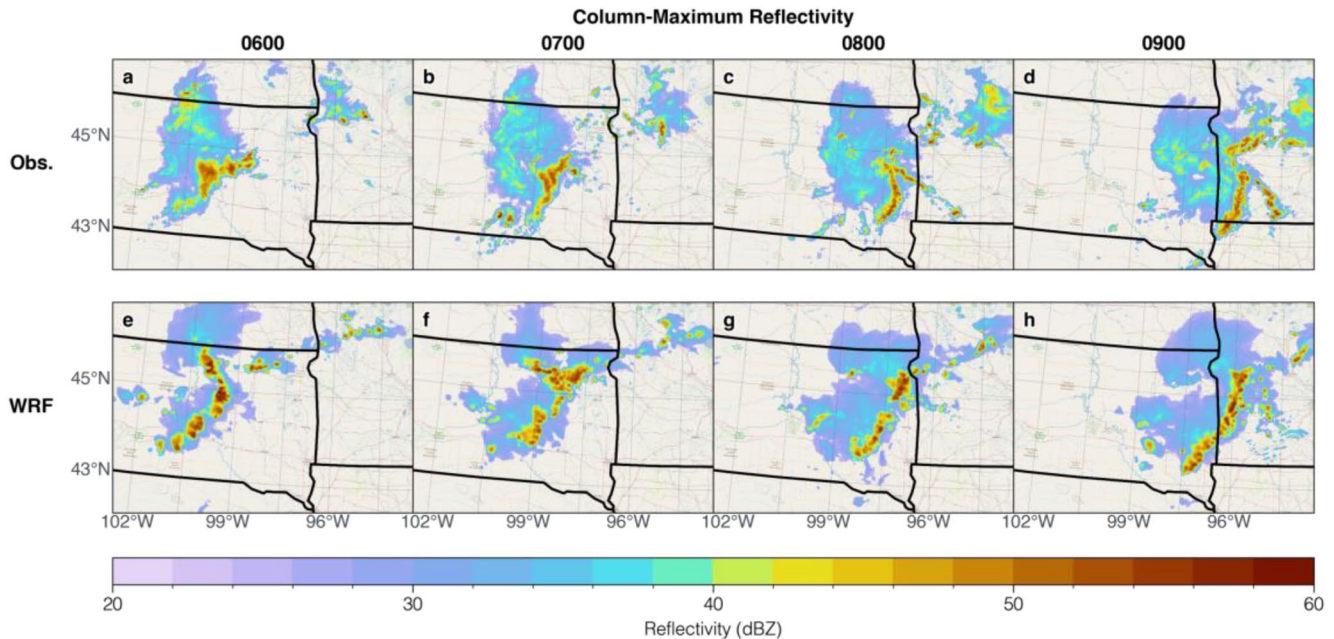 Column-Maximum Reflectivity
0600 0700 0800 0900
a b c d
45°N
Obs.
43°N
e f g h
45°N
WRF
43°N
102°W 99°W 96°W 102°W 99°W 96°W 102°W 99°W 96°W 102°W 99°W 96°W
20 30 40 50 60
Reflectivity (dBZ)